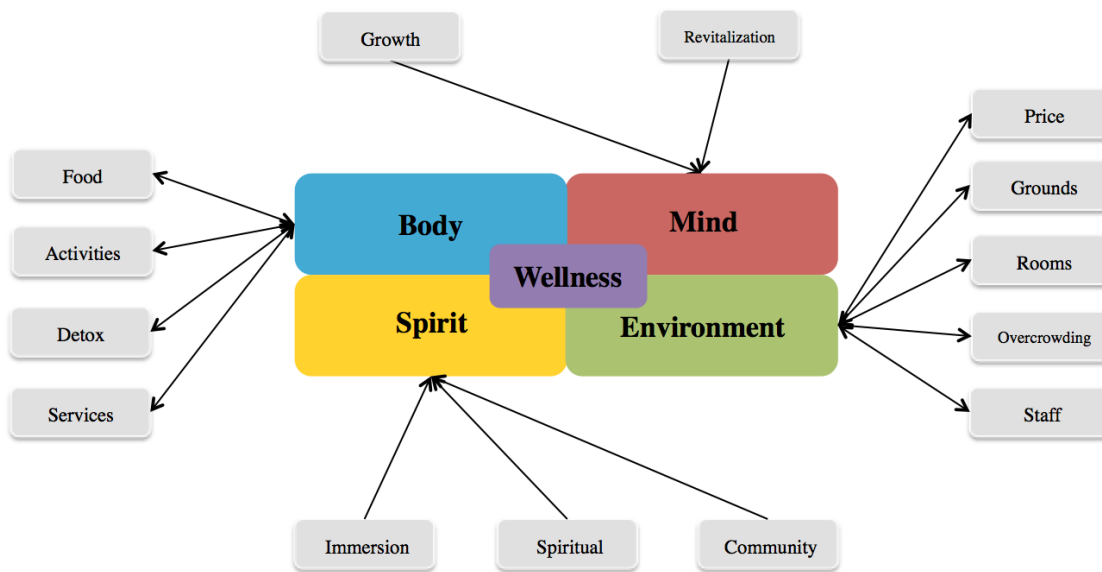 Growth
Revitalization
Price
Food
Grounds
Body
Mind
Activities
Rooms
Wellness
Spirit
Environment
Detox
Overcrowding
Services
Staff
Immersion
Spiritual
Community